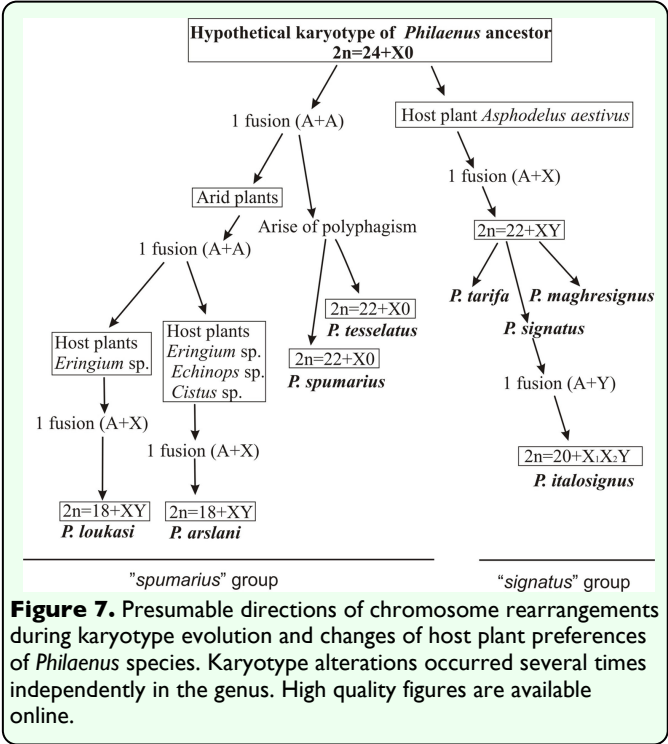 Hypothetical karyotype of Philaenus ancestor
2n=24+X0
1 fusion (A+A)
Host plant Asphodelus aestivus
1 fusion (A+X)
Arid plants
Arise of polyphagism
2n=22+XY
1 fusion (A+A)
P. tarifa
P. maghresignus
P. signatus
2n=22+X0
P. tesselatus
Host plants
Eringium sp.
Host plants
Eringium sp.
Echinops sp.
Cistus sp.
2n=22+X0
P. spumarius
1 fusion (A+Y)
1 fusion (A+X)
1 fusion (A+X)
2n=20+X₁X₂Y
P. italosignus
2n=18+XY
P. loukasi
2n=18+XY
P. arslani
"spumarius" group
"signatus" group
Figure 7. Presumable directions of chromosome rearrangements
during karyotype evolution and changes of host plant preferences
of Philaenus species. Karyotype alterations occurred several times
independently in the genus. High quality figures are available
online.